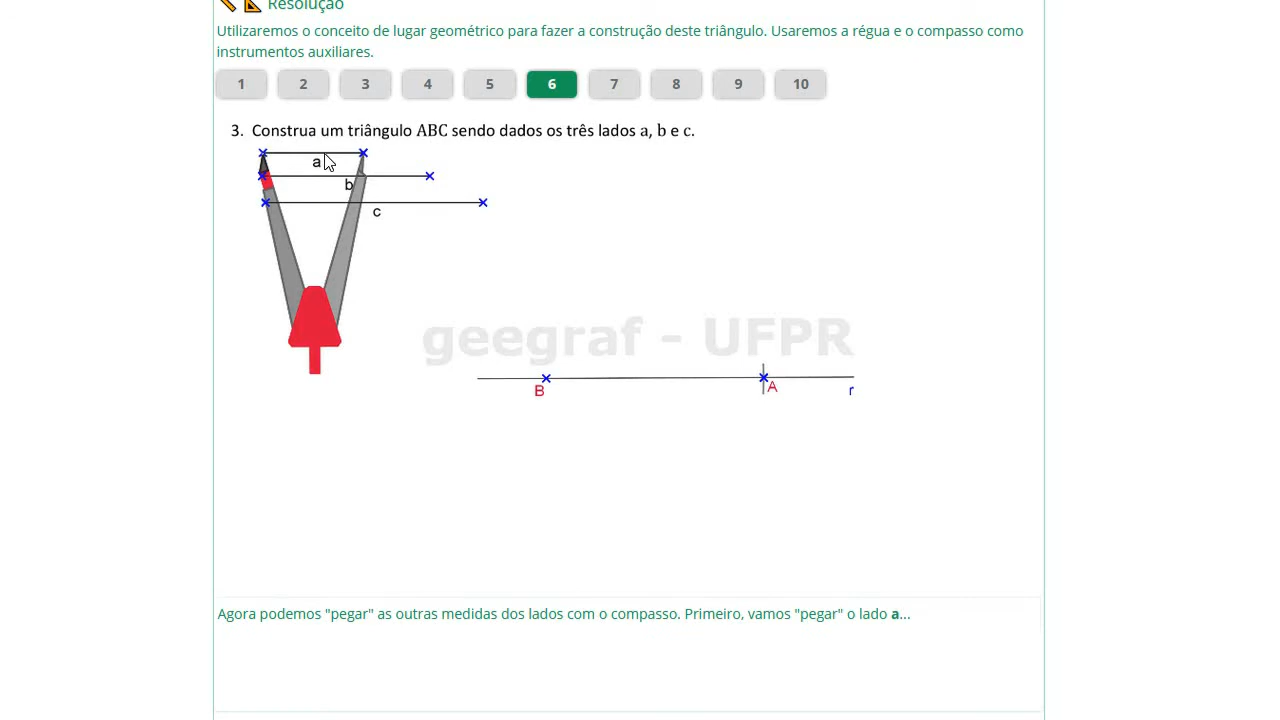 Resolução
Utilizaremos o conceito de lugar geométrico para fazer a construção deste triângulo. Usaremos a régua e o compasso como
instrumentos auxiliares.
1 2 3 4 5 6 7 8 9 10
3. Construa um triângulo ABC sendo dados os três lados a, b e c.
a
b
c
geegraf - UFPR
B
A
r
Agora podemos "pegar" as outras medidas dos lados com o compasso. Primeiro, vamos "pegar" o lado a...